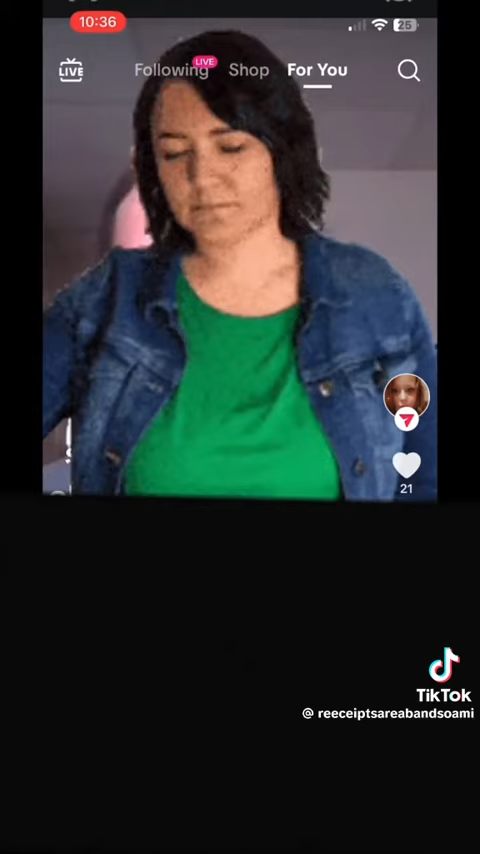 10:36
25
LIVE
Following
LIVE
Shop
For You
21
TikTok
@ reeceiptsareabandsoami